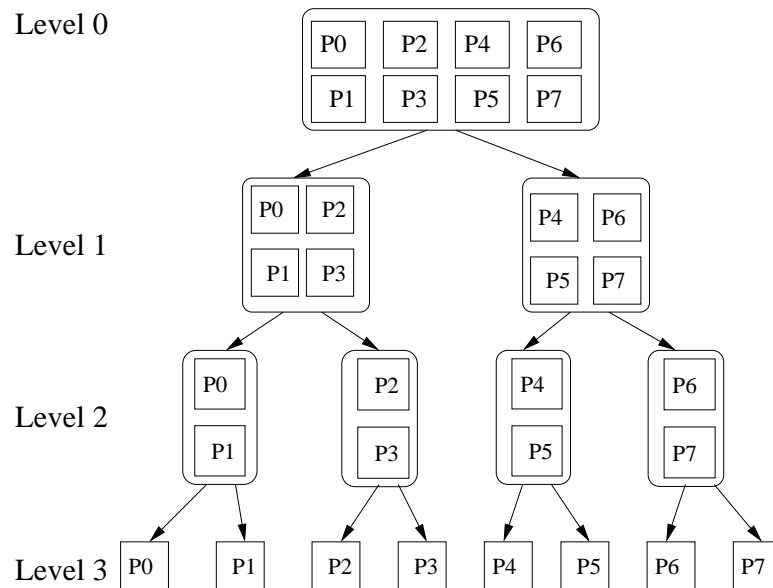 Level 0
P0 P2 P4 P6
P1 P3 P5 P7
Level 1
P0 P2 P4 P6
P1 P3 P5 P7
Level 2
P0 P2 P4 P6
P1 P3 P5 P7
Level 3
P0 P1 P2 P3 P4 P5 P6 P7